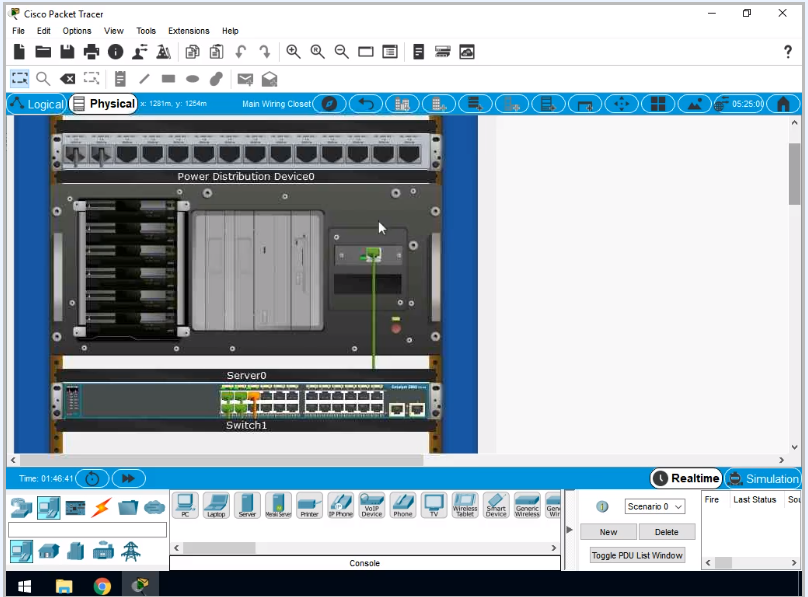 Cisco Packet Tracer
File Edit Options View Tools Extensions Help
?
Logical Physical x: 1281m, y: 1254m Main Wiring Closet 05:25:00
Power Distribution Device0
Server0
Catalyst 2960
Switch1
Time: 01:46:41 Realtime Simulation
PC Laptop Server Meraki Server Printer IP Phone VoIP Device Phone TV Wireless Tablet Smart Device Generic Wireless
Scenario 0 Fire Last Status Sou
New Delete
Toggle PDU List Window
Console